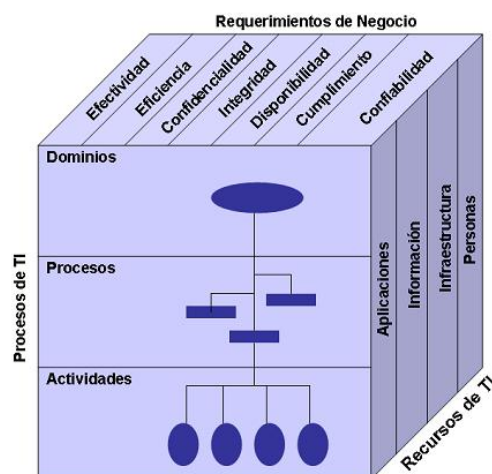 Requerimientos de Negocio
Efectividad
Eficiencia
Confidencialidad
Integridad
Disponibilidad
Cumplimiento
Confiabilidad
Procesos de TI
Dominios
Procesos
Actividades
Aplicaciones
Información
Infraestructura
Personas
Recursos de TI